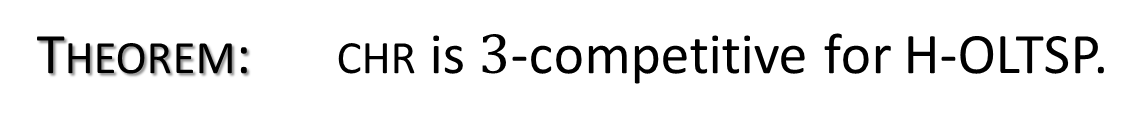 THEOREM: CHR is 3-competitive for H-OLTSP.